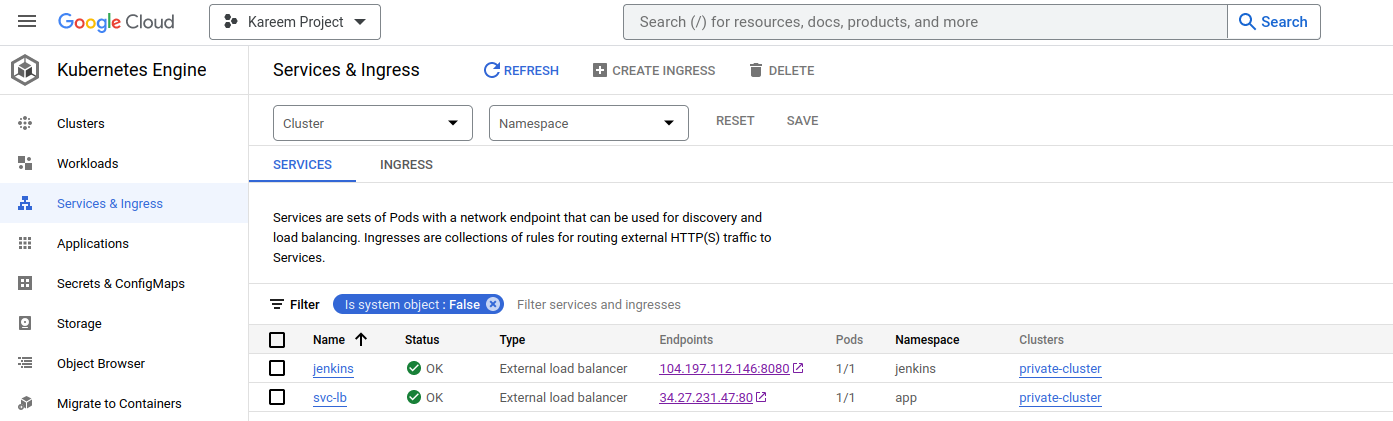 Google Cloud Kareem Project Search (/) for resources, docs, products, and more Search
Kubernetes Engine Services & Ingress REFRESH CREATE INGRESS DELETE
Clusters
Workloads
Services & Ingress
Applications
Secrets & ConfigMaps
Storage
Object Browser
Migrate to Containers
Cluster Namespace RESET SAVE
SERVICES INGRESS
Services are sets of Pods with a network endpoint that can be used for discovery and
load balancing. Ingresses are collections of rules for routing external HTTP(S) traffic to
Services.
Filter Is system object : False Filter services and ingresses
Name Status Type Endpoints Pods Namespace Clusters
jenkins OK External load balancer 104.197.112.146:8080 1/1 jenkins private-cluster
svc-lb OK External load balancer 34.27.231.47:80 1/1 app private-cluster